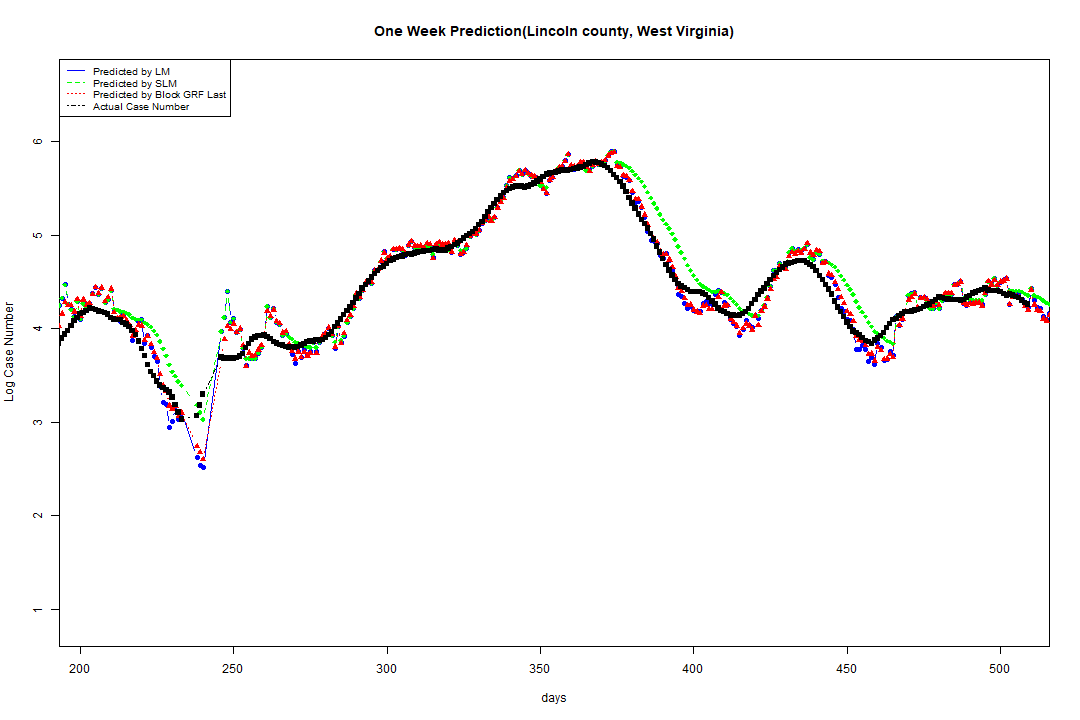 One Week Prediction(Lincoln county, West Virginia)
Predicted by LM
Predicted by SLM
Predicted by Block GRF Last
Actual Case Number
6
5
4
3
2
1
Log Case Number
200 250 300 350 400 450 500
days